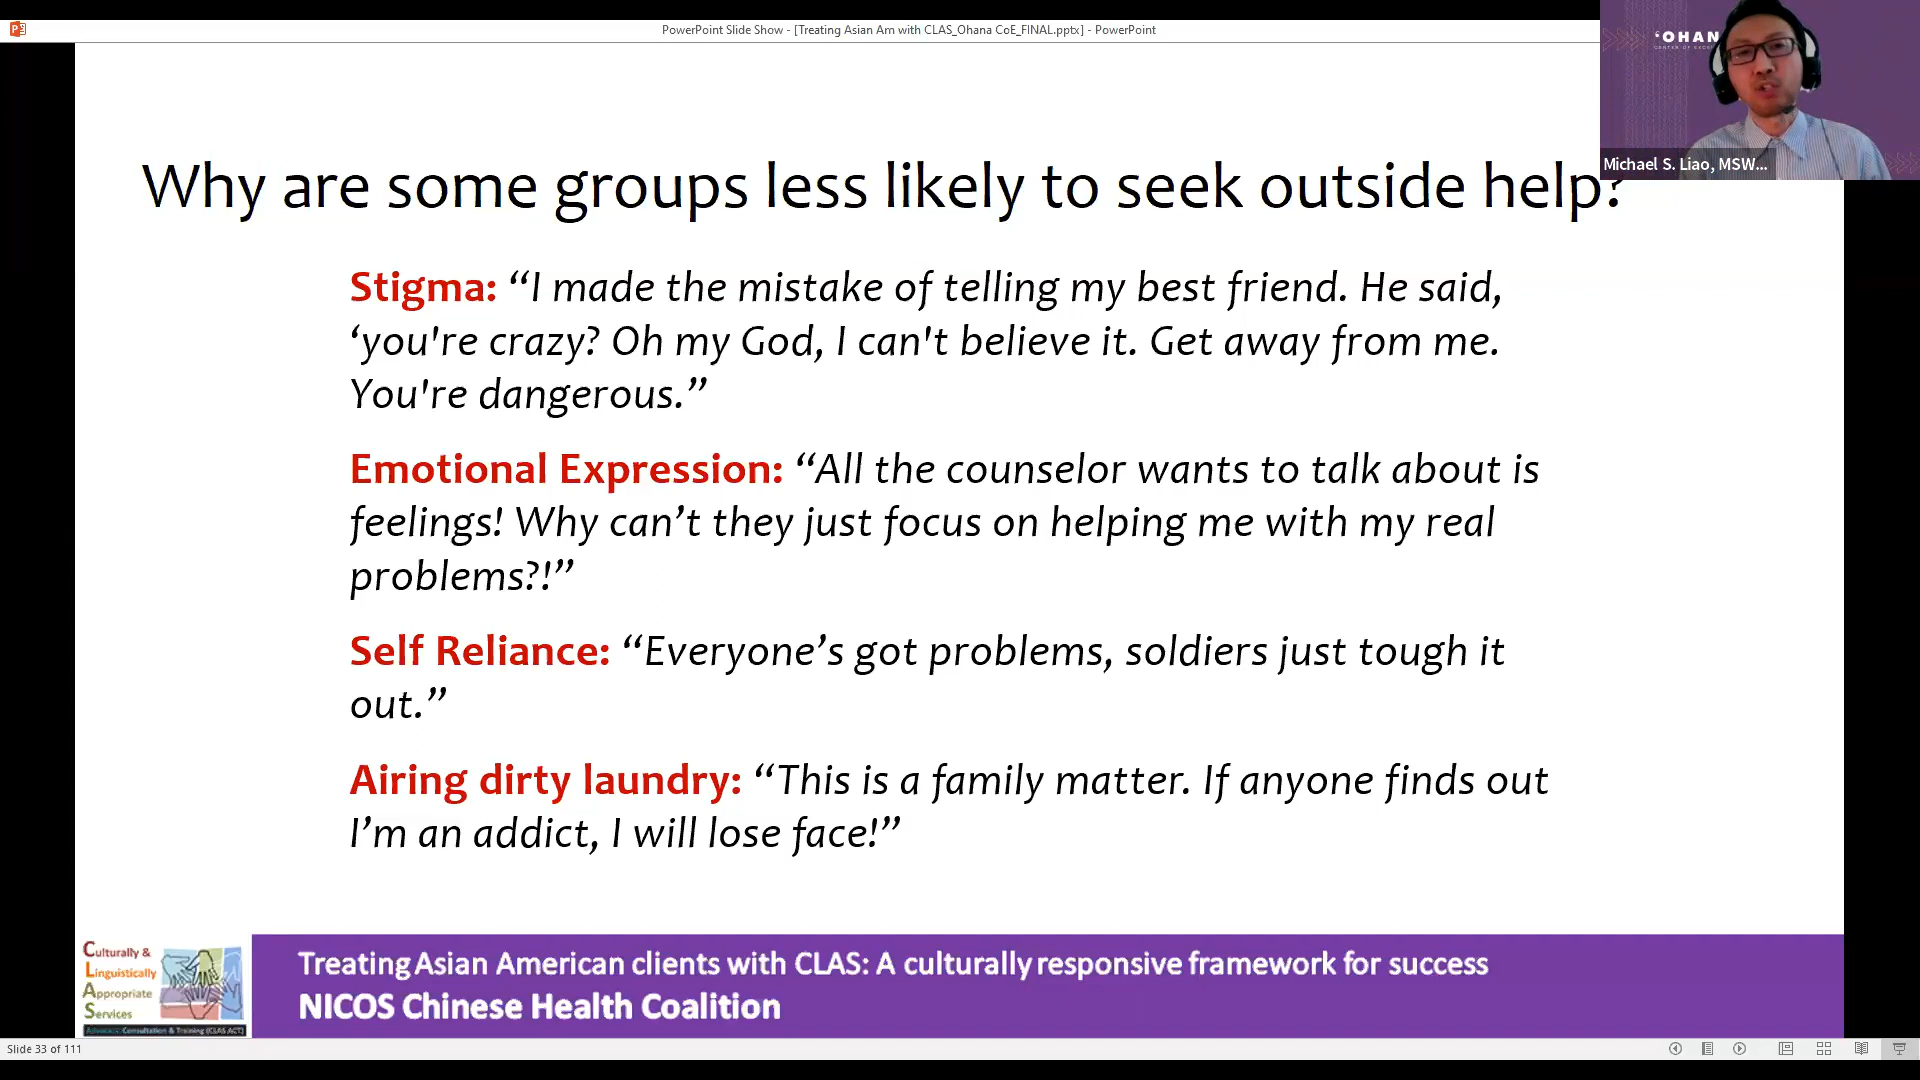 PowerPoint Slide Show - [Treating Asian Am with CLAS_Ohana CoE_FINAL.pptx] - PowerPoint
‘OHAN
Michael S. Liao, MSW...
Why are some groups less likely to seek outside help?
Stigma: “I made the mistake of telling my best friend. He said,
‘you're crazy? Oh my God, I can't believe it. Get away from me.
You're dangerous.”
Emotional Expression: “All the counselor wants to talk about is
feelings! Why can’t they just focus on helping me with my real
problems?!”
Self Reliance: “Everyone’s got problems, soldiers just tough it
out.”
Airing dirty laundry: “This is a family matter. If anyone finds out
I’m an addict, I will lose face!”
Culturally &
Linguistically
Appropriate
Services
Consultation & Training (CLAS ACT)
Treating Asian American clients with CLAS: A culturally responsive framework for success
NICOS Chinese Health Coalition
Slide 33 of 111